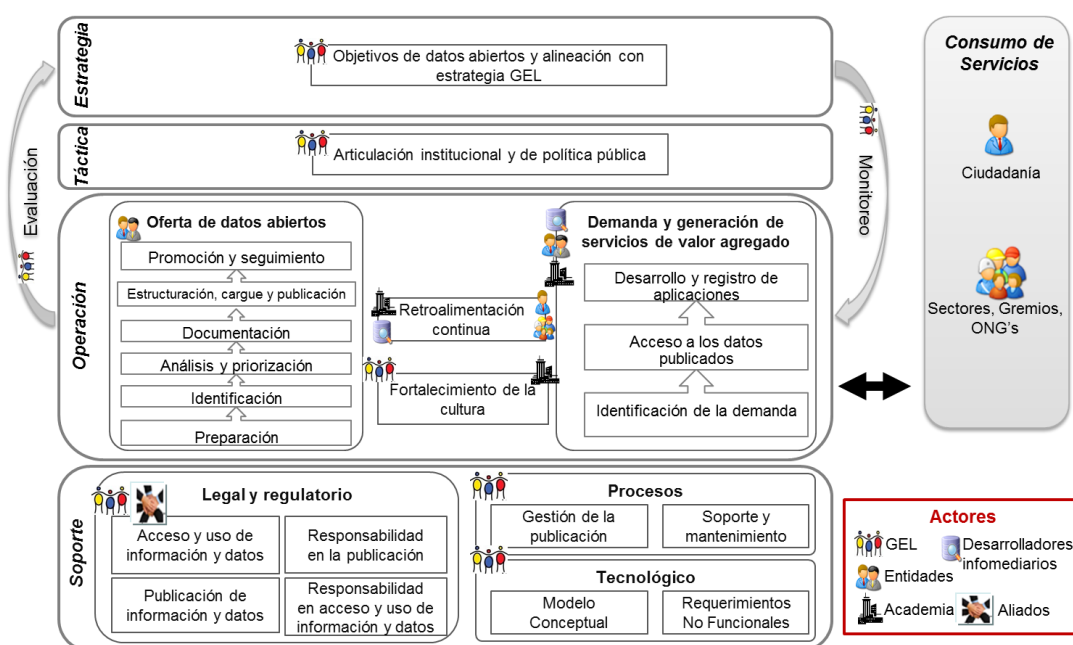 Estrategia
Objetivos de datos abiertos y alineación con
estrategia GEL
Táctica
Articulación institucional y de política pública
Evaluación
Monitoreo
Operación
Oferta de datos abiertos
Promoción y seguimiento
Estructuración, cargue y publicación
Documentación
Análisis y priorización
Identificación
Preparación
Retroalimentación
continua
Fortalecimiento de la
cultura
Demanda y generación de
servicios de valor agregado
Desarrollo y registro de
aplicaciones
Acceso a los datos
publicados
Identificación de la demanda
Consumo de
Servicios
Ciudadanía
Sectores, Gremios,
ONG's
Soporte
Legal y regulatorio
Acceso y uso de
información y datos
Responsabilidad
en la publicación
Publicación de
información y datos
Responsabilidad
en acceso y uso de
información y datos
Procesos
Gestión de la
publicación
Soporte y
mantenimiento
Tecnológico
Modelo
Conceptual
Requerimientos
No Funcionales
Actores
GEL
Desarrolladores
infomediarios
Entidades
Academia
Aliados